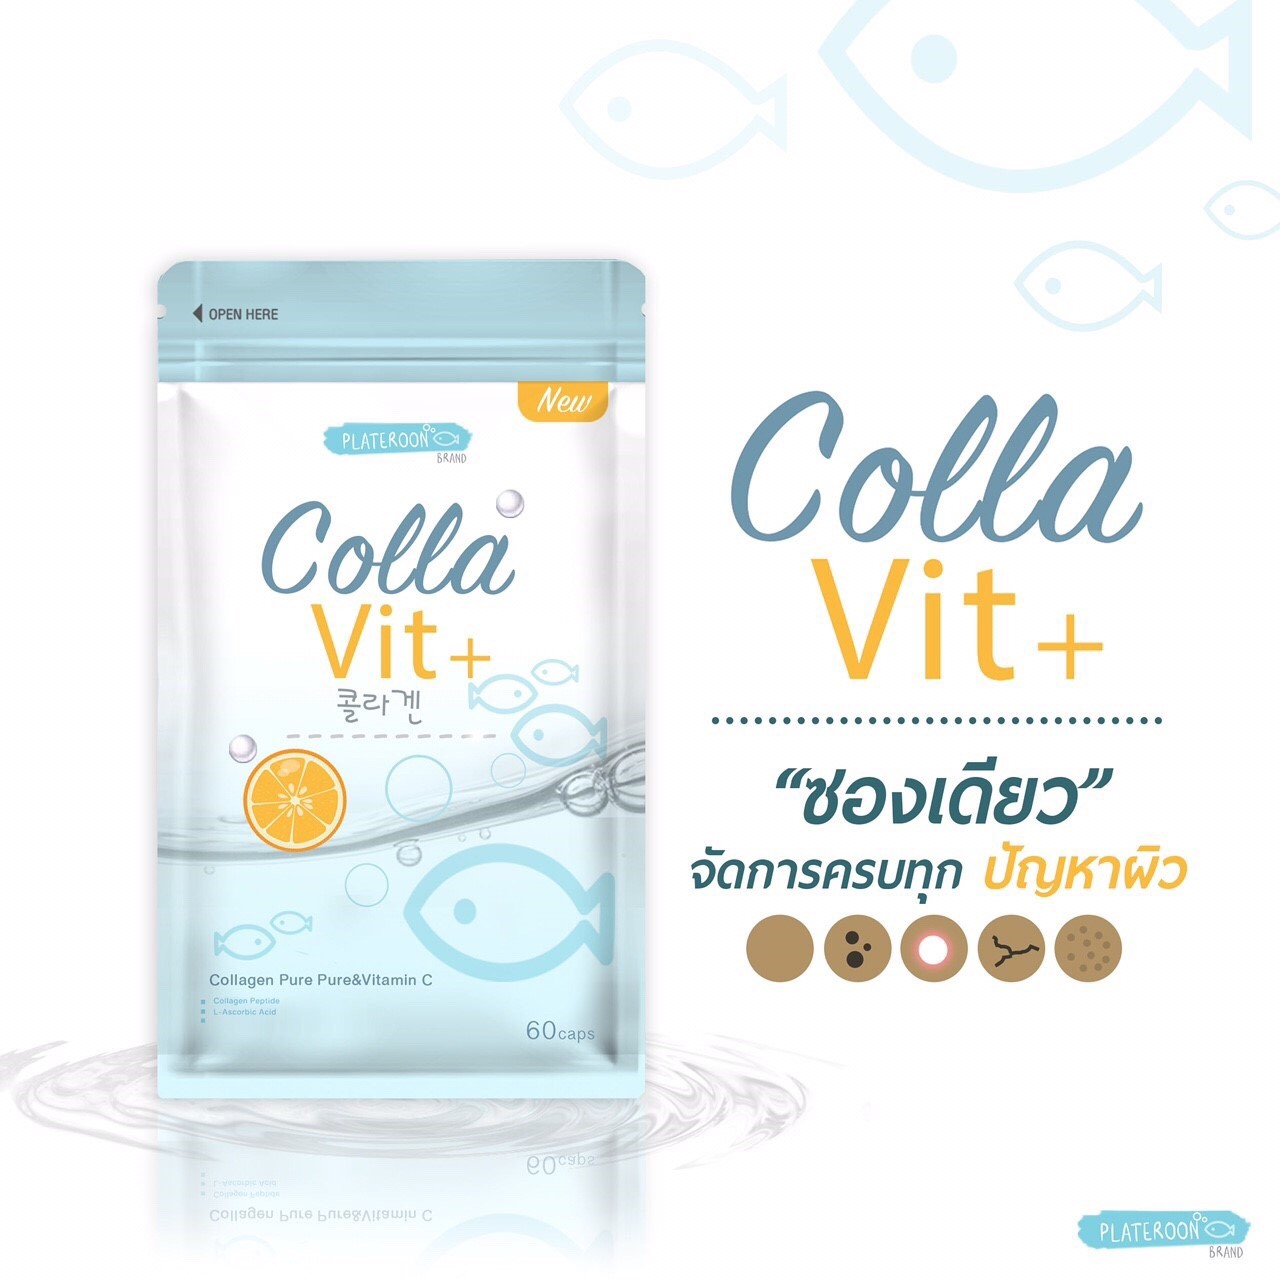 OPEN HERE
New
PLATEROON
BRAND
Colla
Vit+
콜라겐
Collagen Pure Pure&Vitamin C
Collagen Peptide
L-Ascorbic Acid
60caps
Colla
Vit+
“ซองเดียว”
จัดการครบทุก ปัญหาผิว
PLATEROON
BRAND